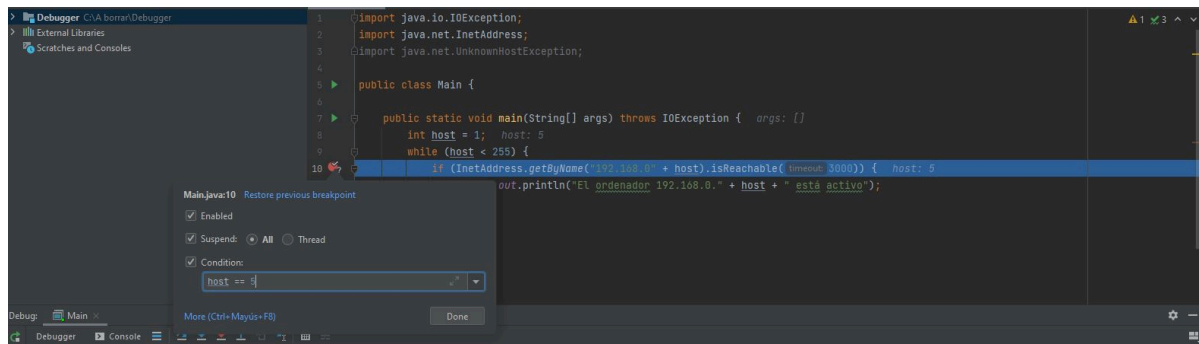 Debugger C:\A borrar\Debugger
External Libraries
Scratches and Consoles
1 import java.io.IOException;
2 import java.net.InetAddress;
3 import java.net.UnknownHostException;
4
5 public class Main {
6
7 public static void main(String[] args) throws IOException { args: []
8 int host = 1; host: 5
9 while (host < 255) {
10 if (InetAddress.getByName("192.168.0" + host).isReachable( timeout: 3000)) { host: 5
out.println("El ordenador 192.168.0." + host + " está activo");
1 3
Main.java:10 Restore previous breakpoint
Enabled
Suspend: All Thread
Condition:
host == 5
More (Ctrl+Mayús+F8) Done
Debug: Main
Debugger Console